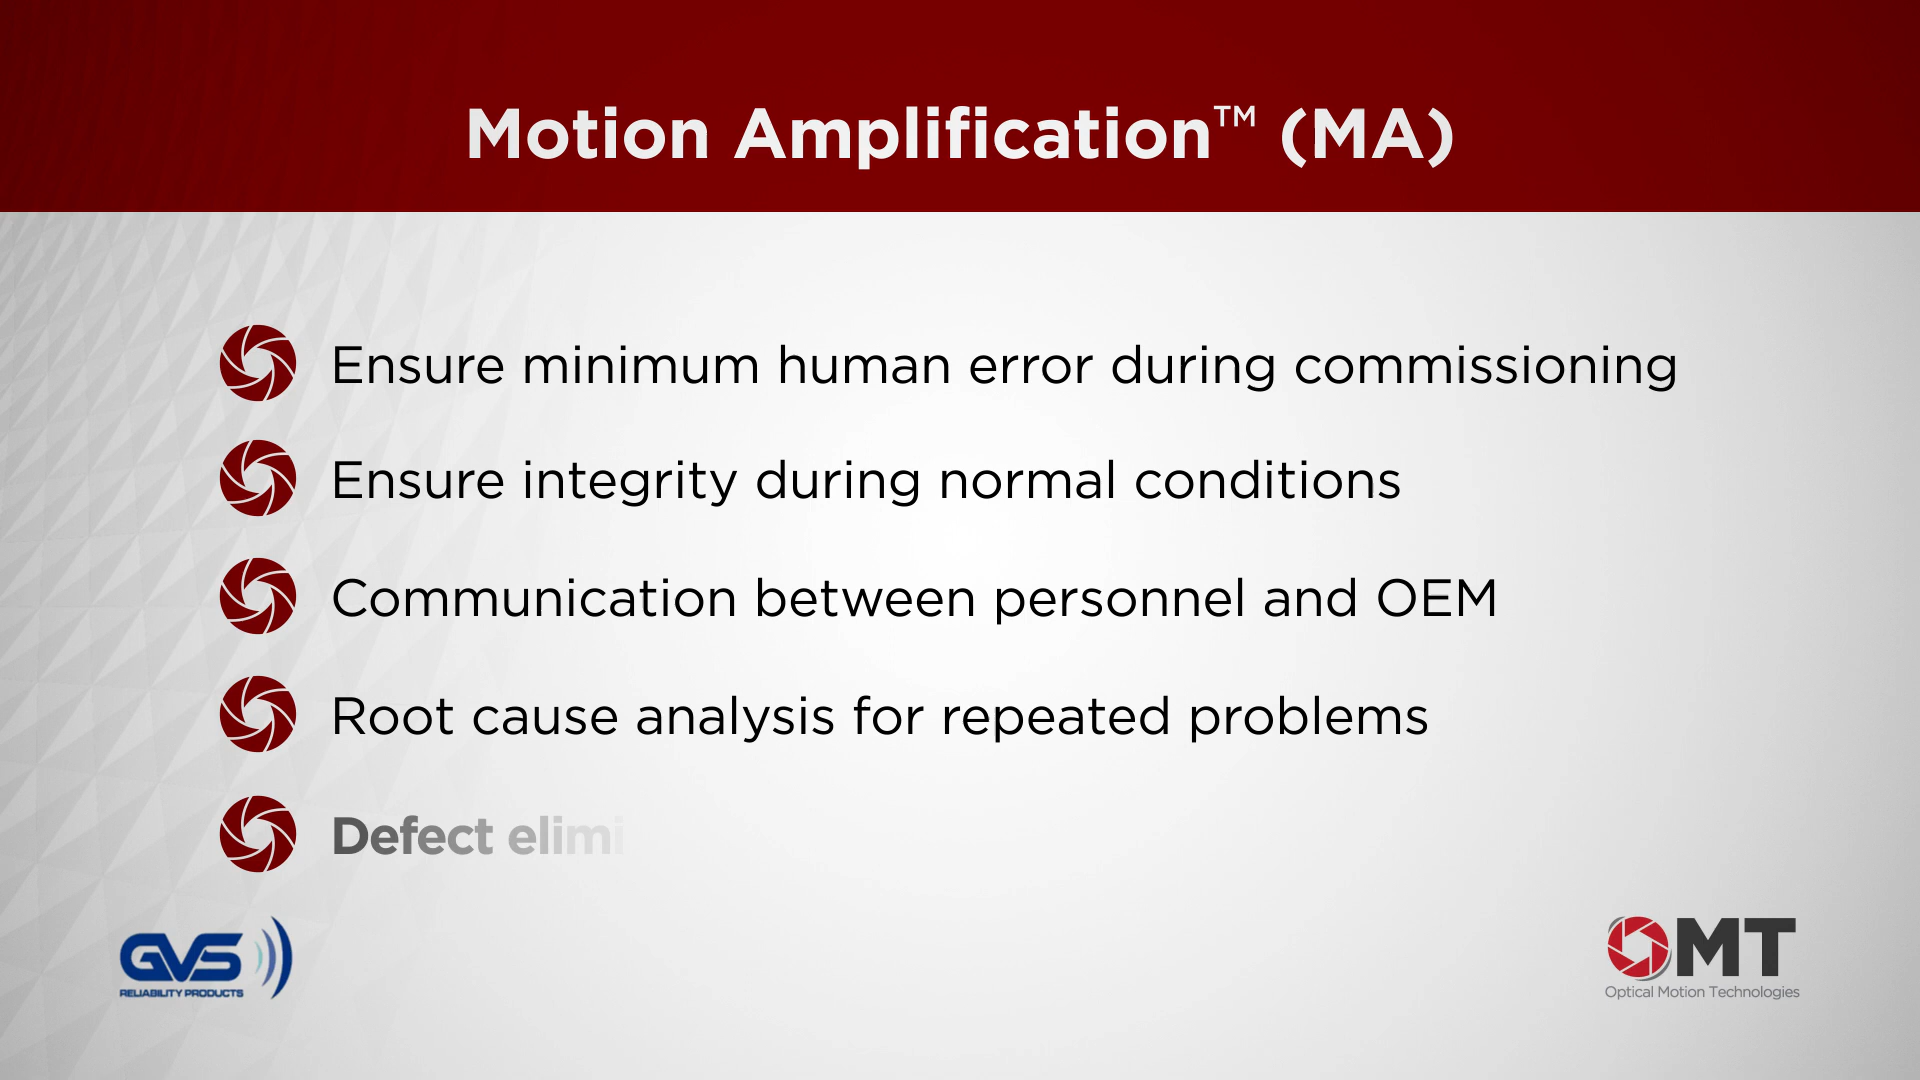 Motion Amplification™ (MA)
Ensure minimum human error during commissioning
Ensure integrity during normal conditions
Communication between personnel and OEM
Root cause analysis for repeated problems
Defect elimi
GVS
RELIABILITY PRODUCTS
OMT
Optical Motion Technologies